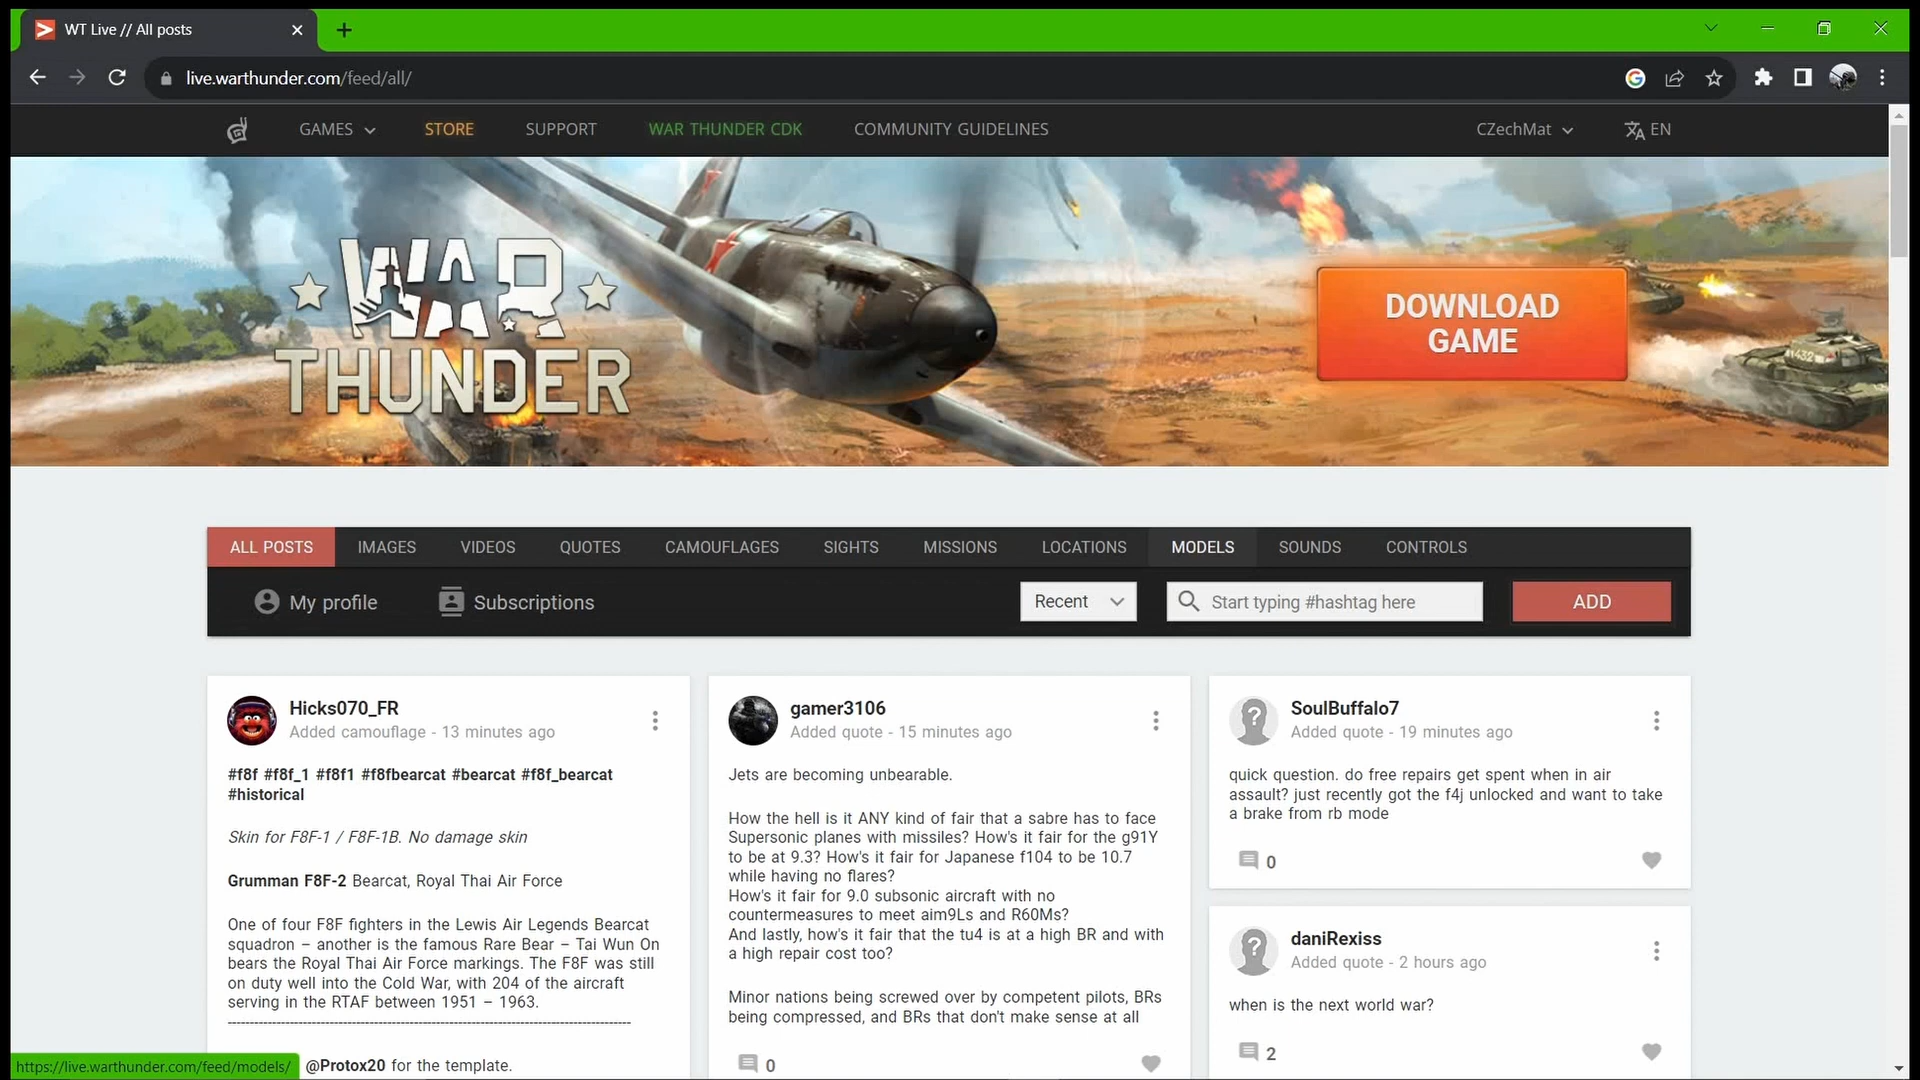 WT Live // All posts
live.warthunder.com/feed/all/
GAMES
STORE
SUPPORT
WAR THUNDER CDK
COMMUNITY GUIDELINES
CZechMat
EN
WAR
THUNDER
DOWNLOAD
GAME
ALL POSTS
IMAGES
VIDEOS
QUOTES
CAMOUFLAGES
SIGHTS
MISSIONS
LOCATIONS
MODELS
SOUNDS
CONTROLS
My profile
Subscriptions
Recent
Start typing #hashtag here
ADD
Hicks070_FR
Added camouflage - 13 minutes ago
#f8f #f8f_1 #f8f1 #f8fbearcat #bearcat #f8f_bearcat
#historical
Skin for F8F-1 / F8F-1B. No damage skin
Grumman F8F-2 Bearcat, Royal Thai Air Force
One of four F8F fighters in the Lewis Air Legends Bearcat
squadron – another is the famous Rare Bear – Tai Wun On
bears the Royal Thai Air Force markings. The F8F was still
on duty well into the Cold War, with 204 of the aircraft
serving in the RTAF between 1951 – 1963.
@Protox20 for the template.
gamer3106
Added quote - 15 minutes ago
Jets are becoming unbearable.
How the hell is it ANY kind of fair that a sabre has to face
Supersonic planes with missiles? How's it fair for the g91Y
to be at 9.3? How's it fair for Japanese f104 to be 10.7
while having no flares?
How's it fair for 9.0 subsonic aircraft with no
countermeasures to meet aim9Ls and R60Ms?
And lastly, how's it fair that the tu4 is at a high BR and with
a high repair cost too?
Minor nations being screwed over by competent pilots, BRs
being compressed, and BRs that don't make sense at all
0
SoulBuffalo7
Added quote - 19 minutes ago
quick question. do free repairs get spent when in air
assault? just recently got the f4j unlocked and want to take
a brake from rb mode
0
daniRexiss
Added quote - 2 hours ago
when is the next world war?
2
https://live.warthunder.com/feed/models/